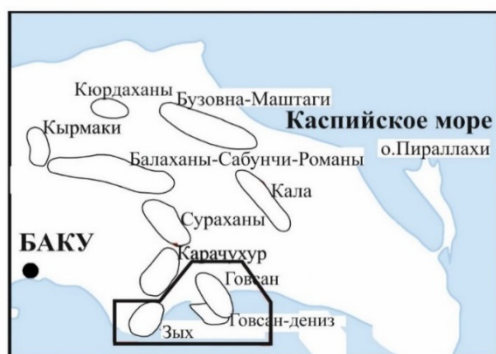 Кюрдаханы
Бузовна-Маштаги
Кырмаки
Каспийское море
о.Пираллахи
Балаханы-Сабунчи-Романы
Кала
Сураханы
БАКУ
Карачухур
Говсан
Говсан-дениз
Зых